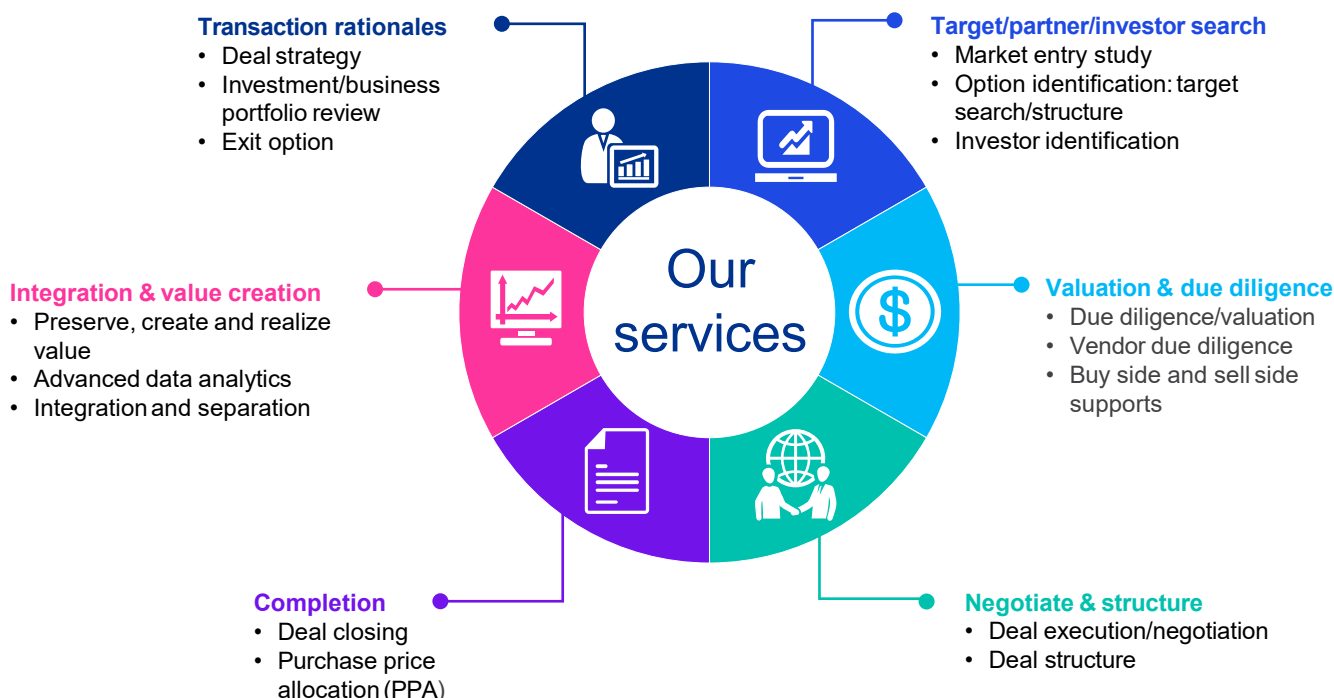 Transaction rationales
• Deal strategy
• Investment/business
portfolio review
• Exit option
Target/partner/investor search
• Market entry study
• Option identification: target
search/structure
• Investor identification
Our
services
Integration & value creation
• Preserve, create and realize
value
• Advanced data analytics
• Integration and separation
$
Valuation & due diligence
• Due diligence/valuation
• Vendor due diligence
• Buy side and sell side
supports
Completion
• Deal closing
• Purchase price
allocation (PPA)
Negotiate & structure
• Deal execution/negotiation
• Deal structure